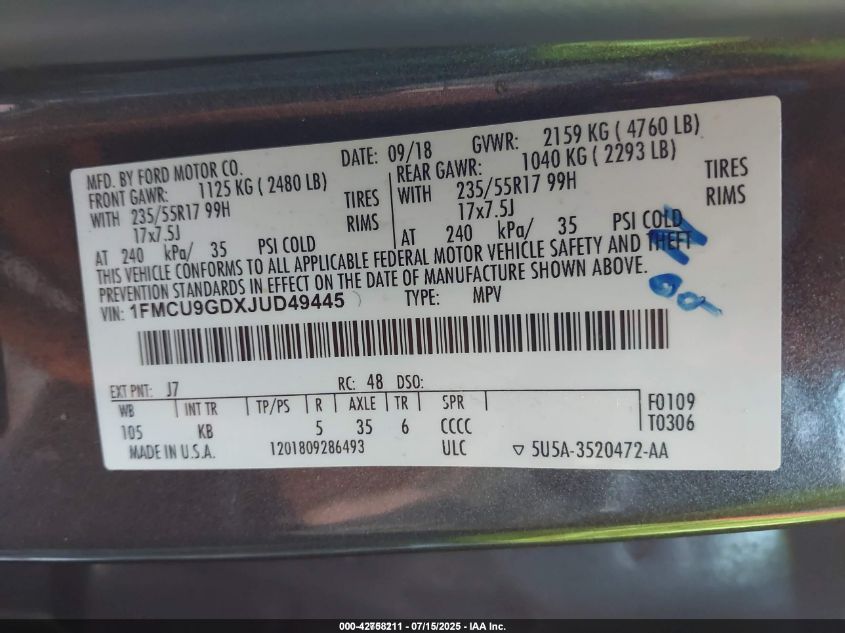 MFD. BY FORD MOTOR CO.
DATE: 09/18 GVWR: 2159 KG ( 4760 LB)
FRONT GAWR: 1125 KG ( 2480 LB)
REAR GAWR: 1040 KG ( 2293 LB)
WITH 235/55R17 99H TIRES
WITH 235/55R17 99H TIRES
17x7.5J RIMS
17x7.5J RIMS
AT 240 kPa/ 35 PSI COLD
AT 240 kPa/ 35 PSI COLD
THIS VEHICLE CONFORMS TO ALL APPLICABLE FEDERAL MOTOR VEHICLE SAFETY AND THEFT
PREVENTION STANDARDS IN EFFECT ON THE DATE OF MANUFACTURE SHOWN ABOVE.
VIN: 1FMCU9GDXJUD49445 TYPE: MPV
EXT PNT: J7 RC: 48 DSO:
WB INT TR TP/PS R AXLE TR SPR F0109
105 KB 5 35 6 CCCC T0306
MADE IN U.S.A. 1201809286493 ULC ▽ 5U5A-3520472-AA
07/15/2025 - IAA Inc.